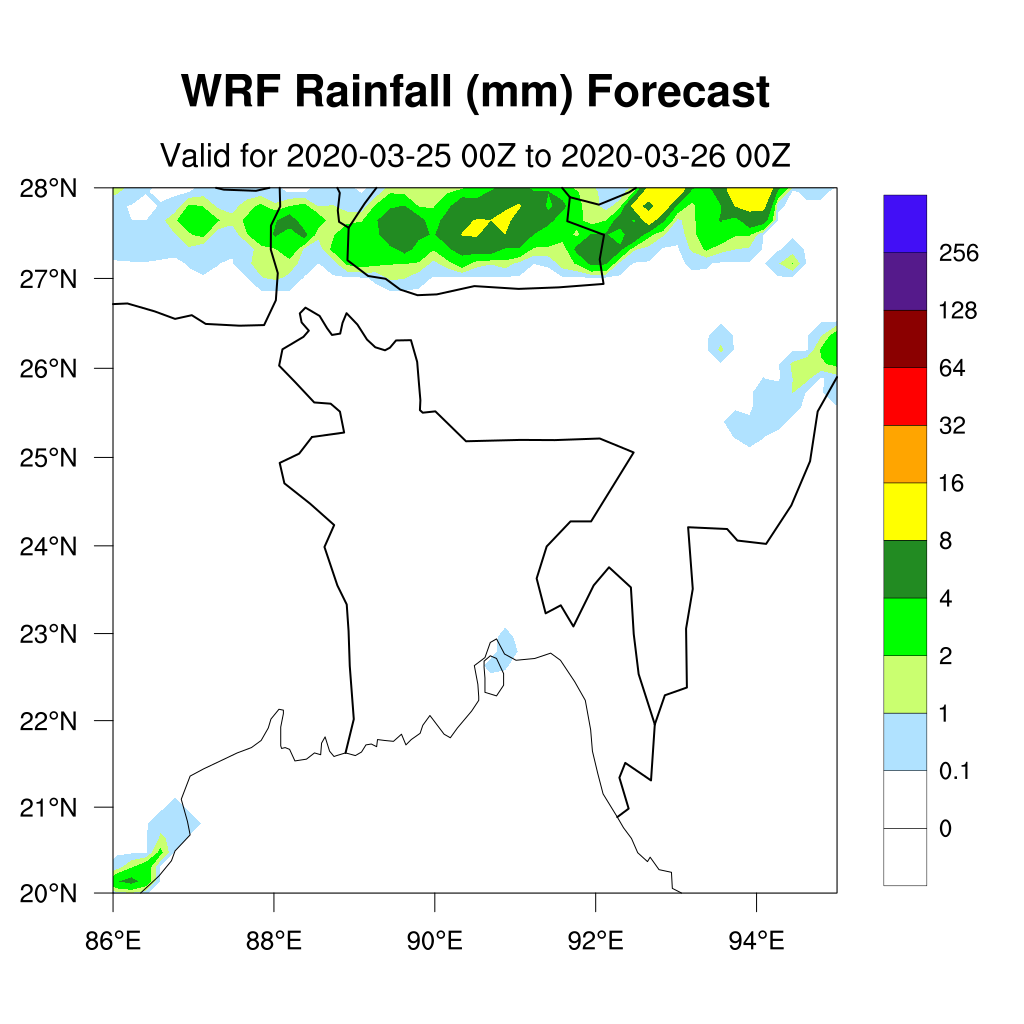 WRF Rainfall (mm) Forecast
Valid for 2020-03-25 00Z to 2020-03-26 00Z
28°N
27°N
26°N
25°N
24°N
23°N
22°N
21°N
20°N
86°E
88°E
90°E
92°E
94°E
256
128
64
32
16
8
4
2
1
0.1
0